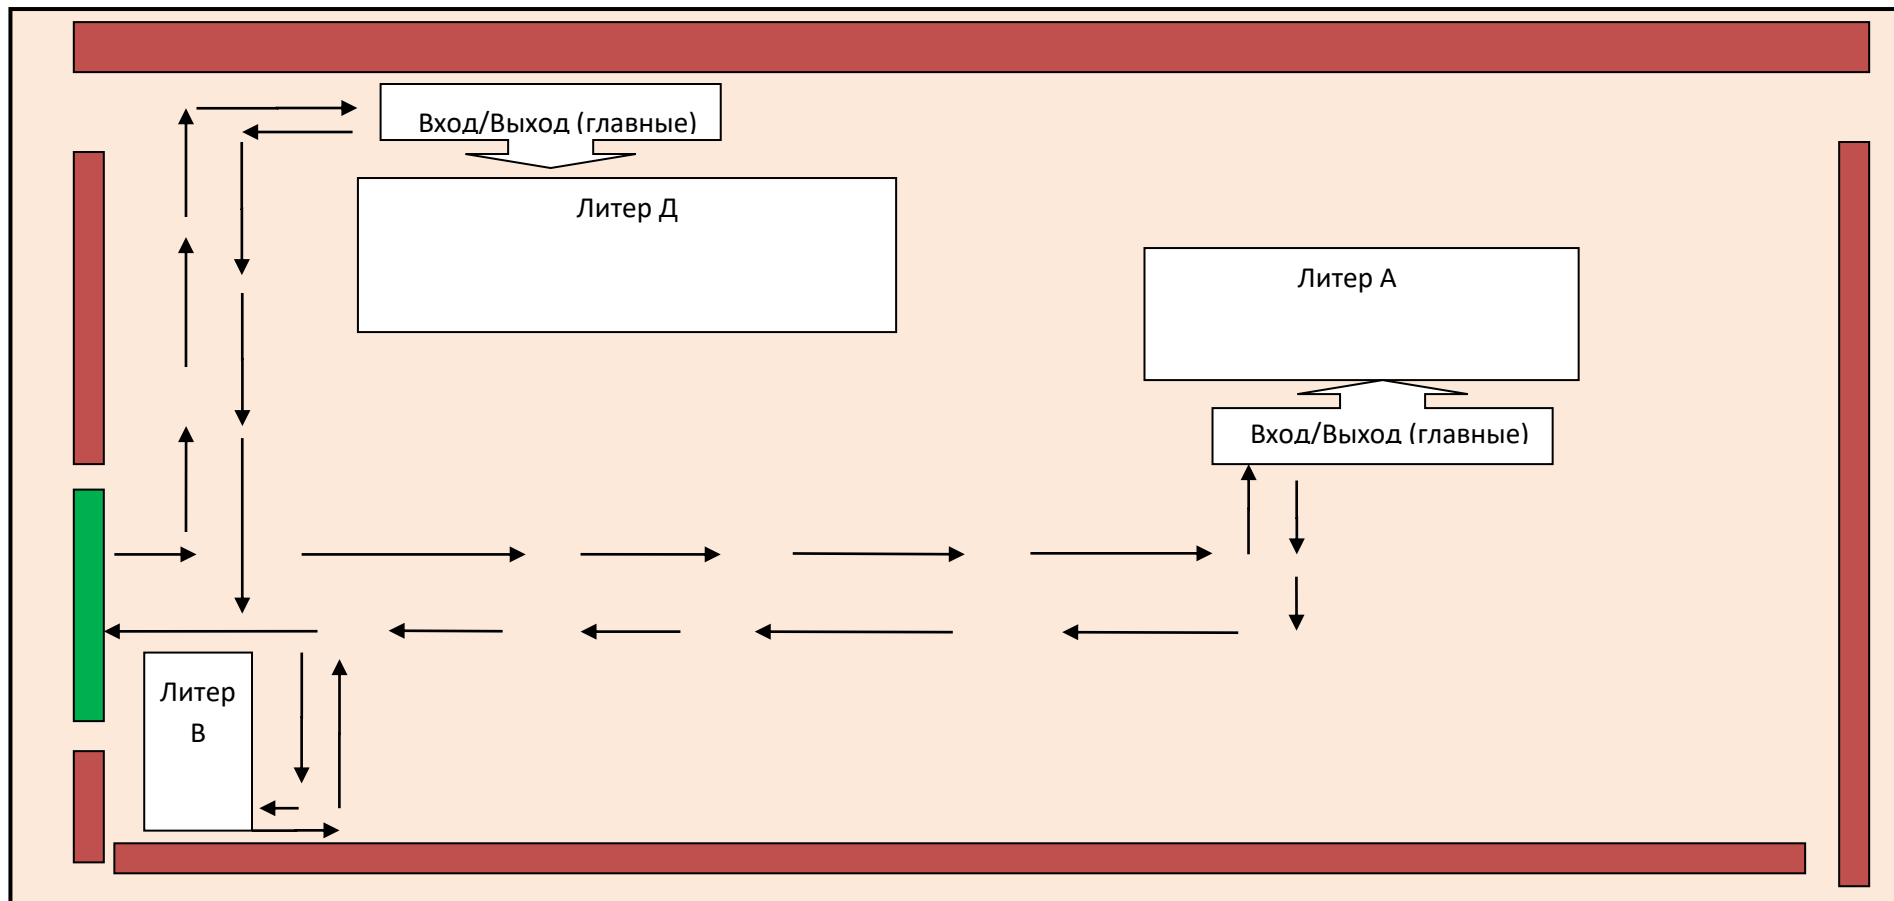 Вход/Выход (главные)
Литер Д
Литер А
Вход/Выход (главные)
Литер
В